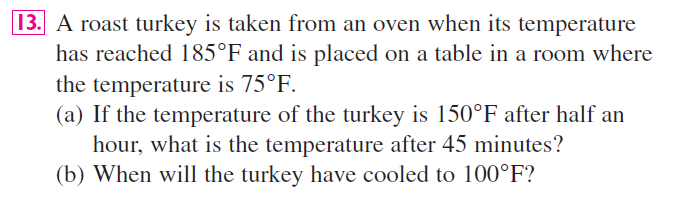 13. A roast turkey is taken from an oven when its temperature
has reached 185°F and is placed on a table in a room where
the temperature is 75°F.
(a) If the temperature of the turkey is 150°F after half an
hour, what is the temperature after 45 minutes?
(b) When will the turkey have cooled to 100°F?